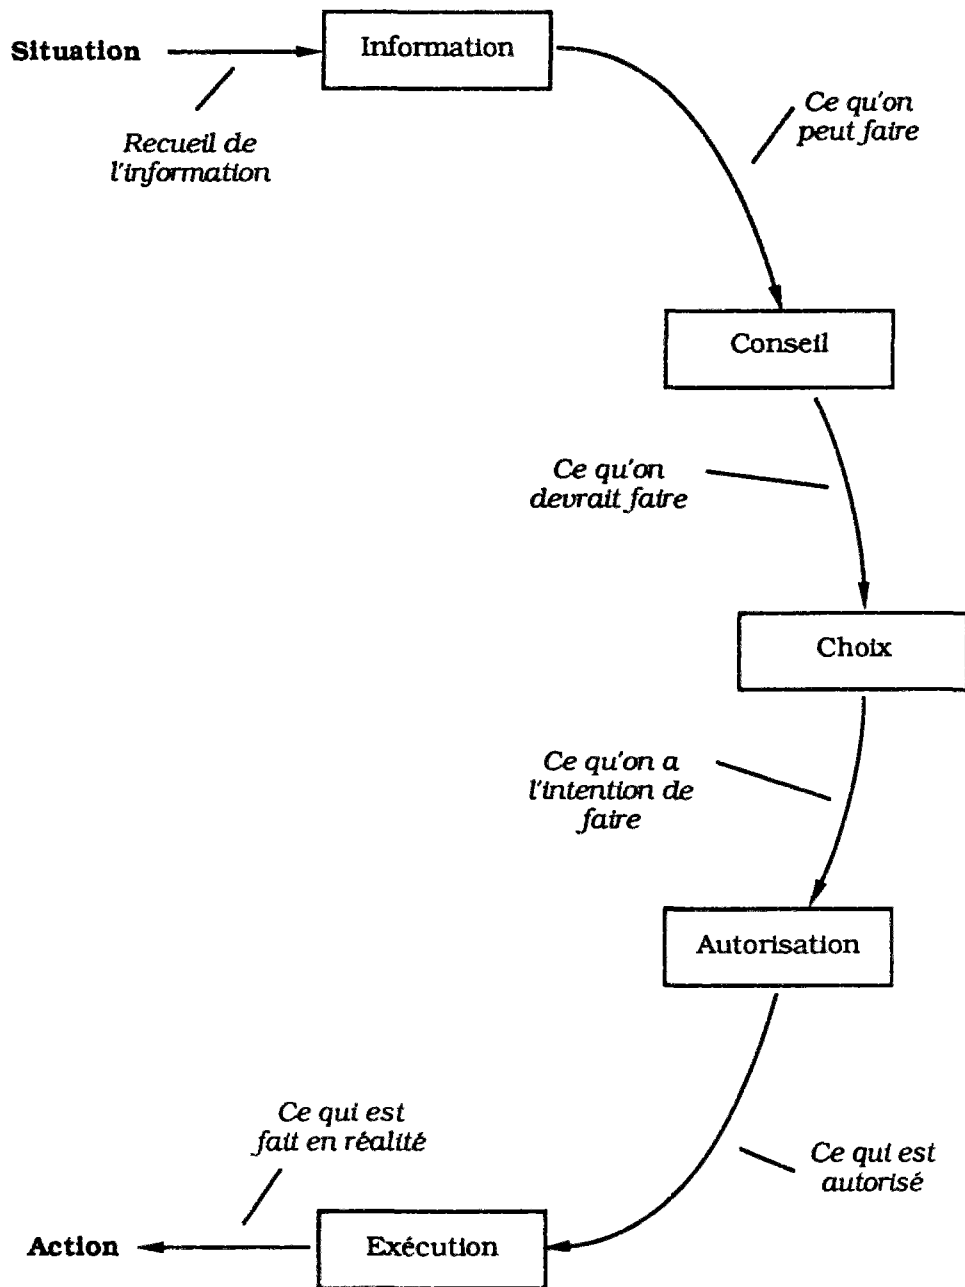 Situation
Information
Recueil de
l'information
Ce qu'on
peut faire
Conseil
Ce qu'on
devrait faire
Choix
Ce qu'on a
l'intention de
faire
Autorisation
Ce qui est
autorisé
Exécution
Ce qui est
fait en réalité
Action